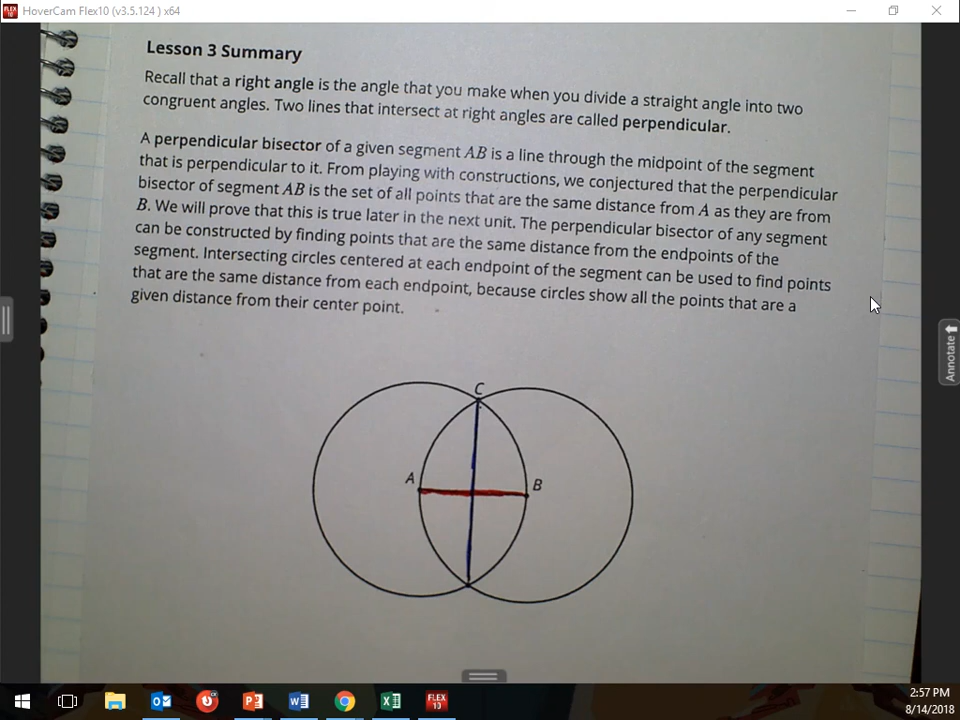 HoverCam Flex10 (v3.5.124 ) x64
Lesson 3 Summary
Recall that a right angle is the angle that you make when you divide a straight angle into two
congruent angles. Two lines that intersect at right angles are called perpendicular.
A perpendicular bisector of a given segment AB is a line through the midpoint of the segment
that is perpendicular to it. From playing with constructions, we conjectured that the perpendicular
bisector of segment AB is the set of all points that are the same distance from A as they are from
B. We will prove that this is true later in the next unit. The perpendicular bisector of any segment
can be constructed by finding points that are the same distance from the endpoints of the
segment. Intersecting circles centered at each endpoint of the segment can be used to find points
that are the same distance from each endpoint, because circles show all the points that are a
given distance from their center point.
Annotate
C
A
B
FLEX 10
2:57 PM
8/14/2018